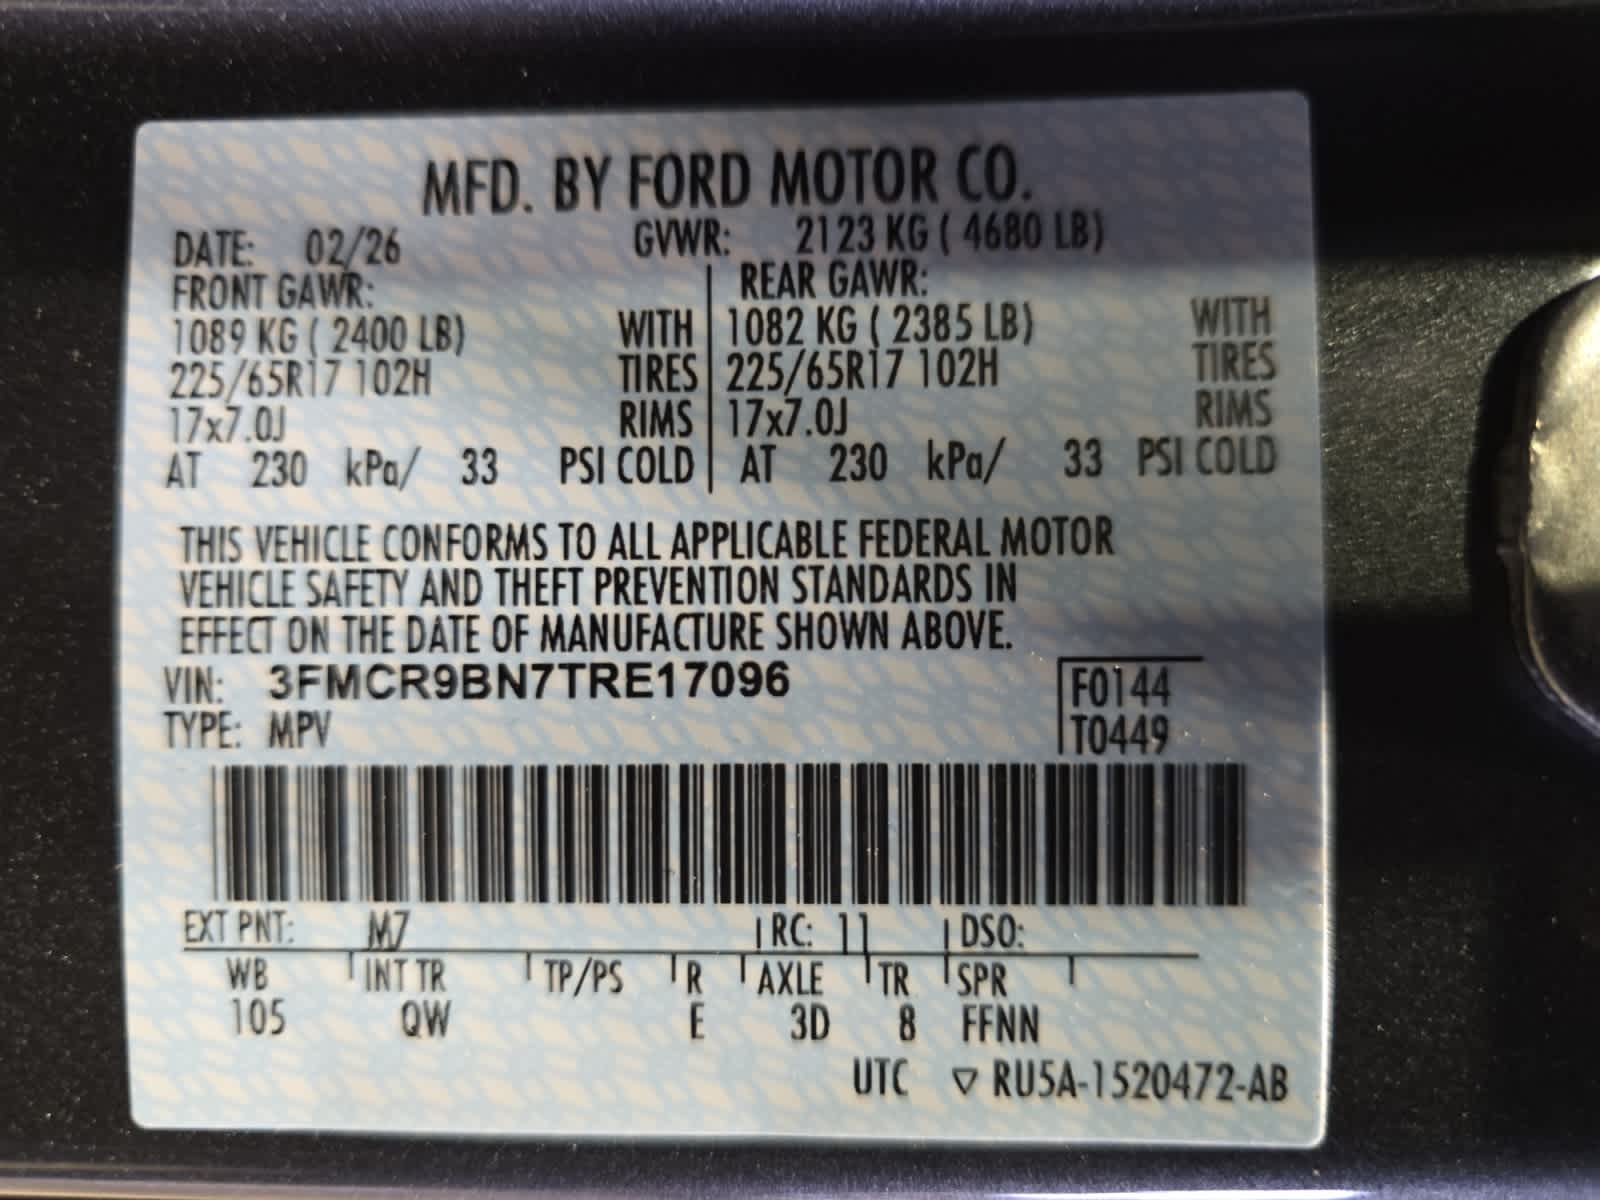 MFD. BY FORD MOTOR CO.
DATE: 02/26 GVWR: 2123 KG ( 4680 LB)
FRONT GAWR: REAR GAWR:
1089 KG ( 2400 LB) WITH 1082 KG ( 2385 LB) WITH
225/65R17 102H TIRES 225/65R17 102H TIRES
17x7.0J RIMS 17x7.0J RIMS
AT 230 kPa/ 33 PSI COLD AT 230 kPa/ 33 PSI COLD
THIS VEHICLE CONFORMS TO ALL APPLICABLE FEDERAL MOTOR
VEHICLE SAFETY AND THEFT PREVENTION STANDARDS IN
EFFECT ON THE DATE OF MANUFACTURE SHOWN ABOVE.
VIN: 3FMCR9BN7TRE17096 F0144
TYPE: MPV T0449
EXT PNT: M7 RC: 11 DSO:
WB INT TR TP/PS R AXLE TR SPR
105 QW E 3D 8 FFNN
UTC ▽ RU5A-1520472-AB